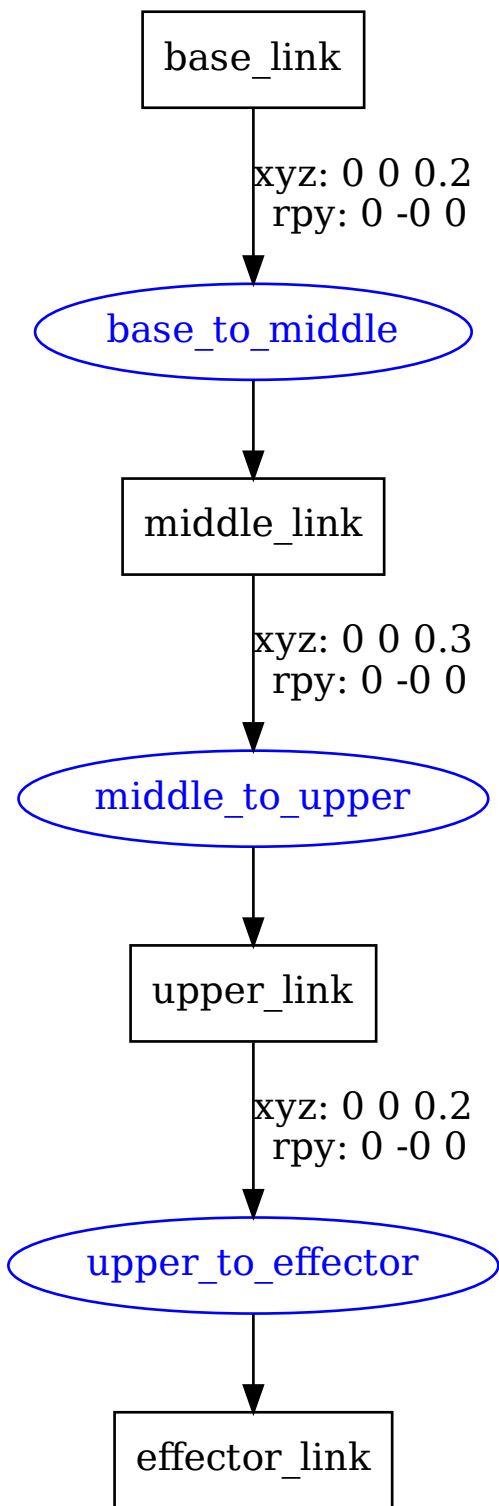 base_link
xyz: 0 0 0.2
rpy: 0 -0 0
base_to_middle
middle_link
xyz: 0 0 0.3
rpy: 0 -0 0
middle_to_upper
upper_link
xyz: 0 0 0.2
rpy: 0 -0 0
upper_to_effector
effector_link